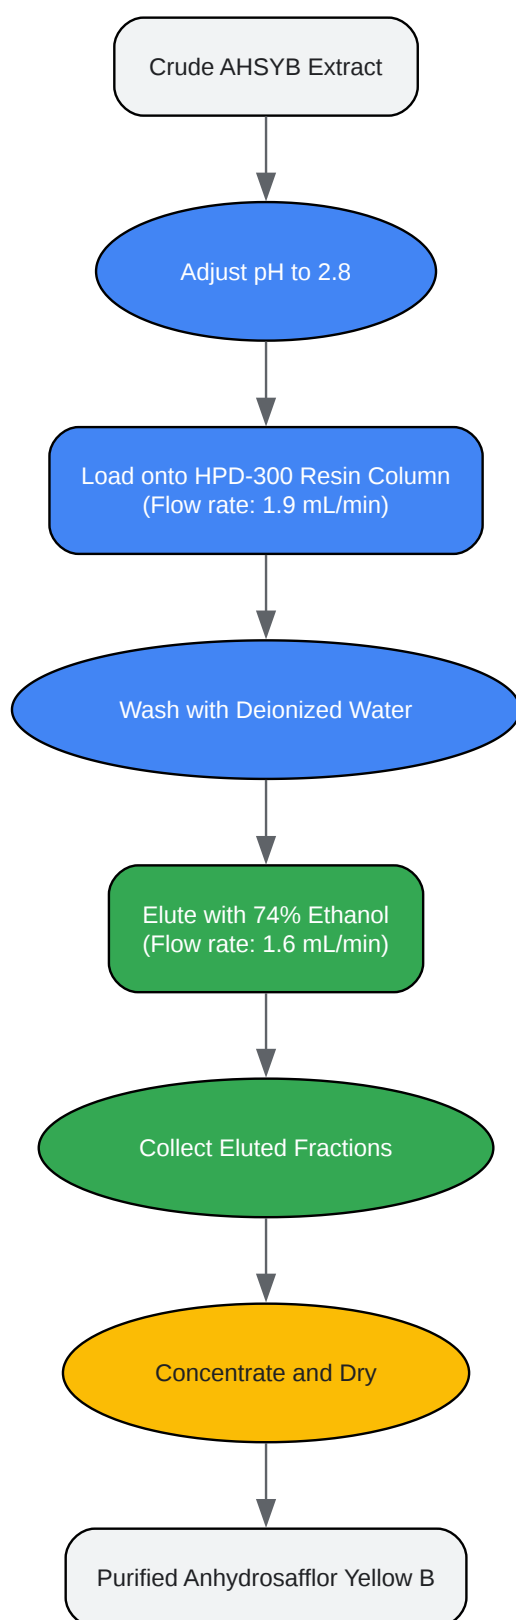 Crude AHSYB Extract
Adjust pH to 2.8
Load onto HPD-300 Resin Column
(Flow rate: 1.9 mL/min)
Wash with Deionized Water
Elute with 74% Ethanol
(Flow rate: 1.6 mL/min)
Collect Eluted Fractions
Concentrate and Dry
Purified Anhydrosafflor Yellow B